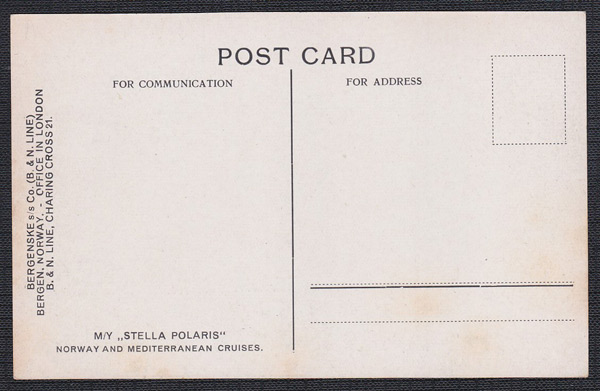 POST CARD
FOR COMMUNICATION
FOR ADDRESS
BERGENSKE s/s Co. (B. & N. LINE)
BERGEN, NORWAY. - OFFICE IN LONDON
B. & N. LINE, CHARING CROSS 21.
M/Y „STELLA POLARIS“
NORWAY AND MEDITERRANEAN CRUISES.